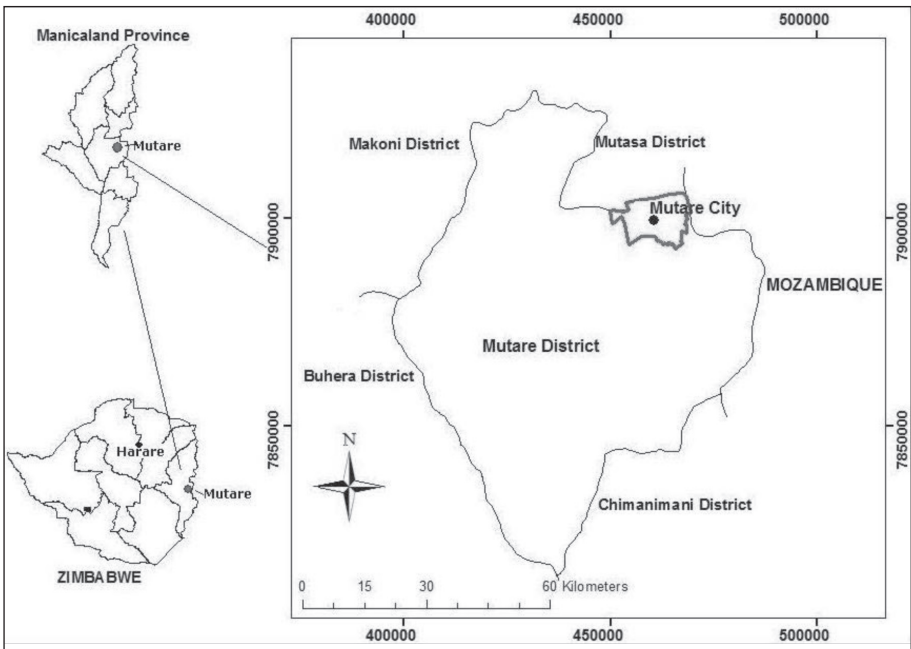 Manicaland Province
Mutare
Harare
Mutare
ZIMBABWE
400000 450000 500000
Makoni District
Mutasa District
Mutare City
7900000
7900000
MOZAMBIQUE
Mutare District
Buhera District
7850000
7850000
N
Chimanimani District
0 15 30 60 Kilometers
400000 450000 500000